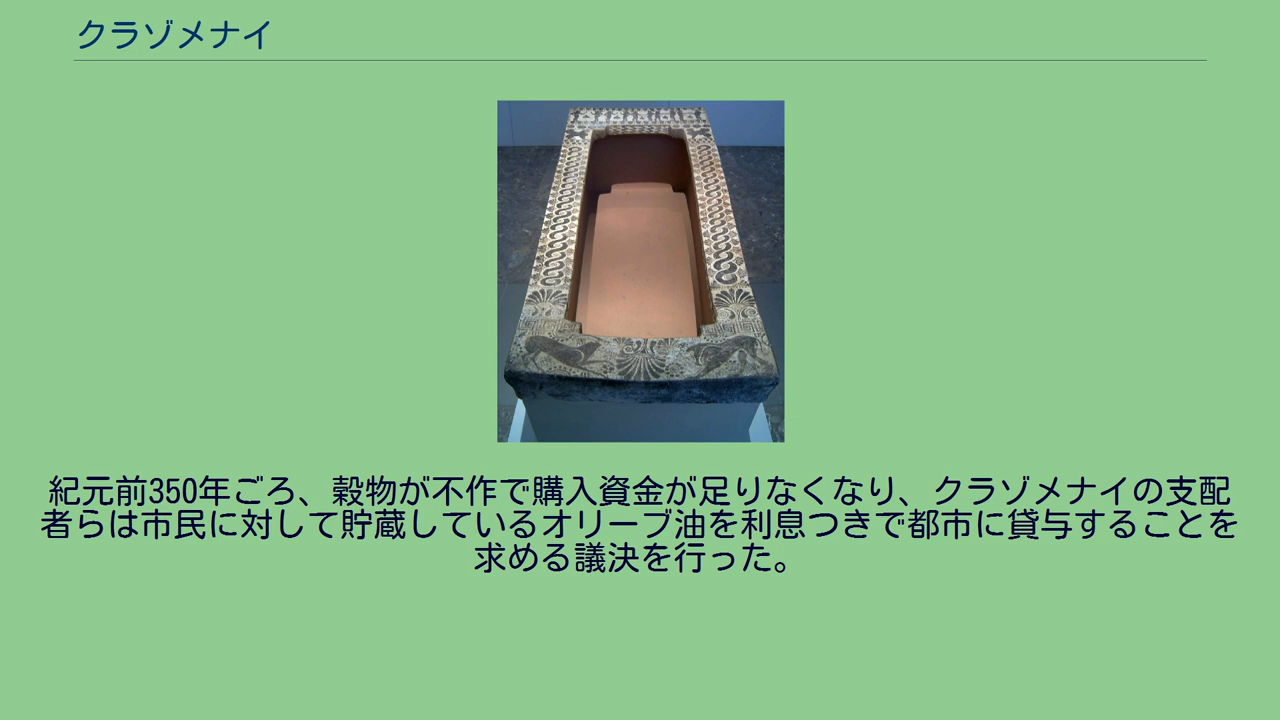 クラゾメナイ
紀元前350年ごろ、穀物が不作で購入資金が足りなくなり、クラゾメナイの支配
者らは市民に対して貯蔵しているオリーブ油を利息つきで都市に貸与することを
求める議決を行った。